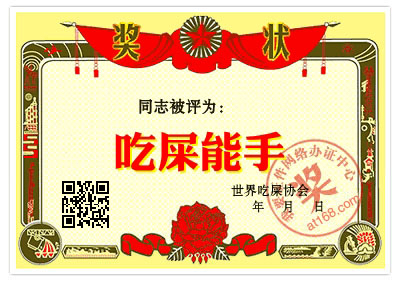 奖 状
同志被评为：
吃屎能手
世界吃屎协会
年 月 日
奖
at168.com